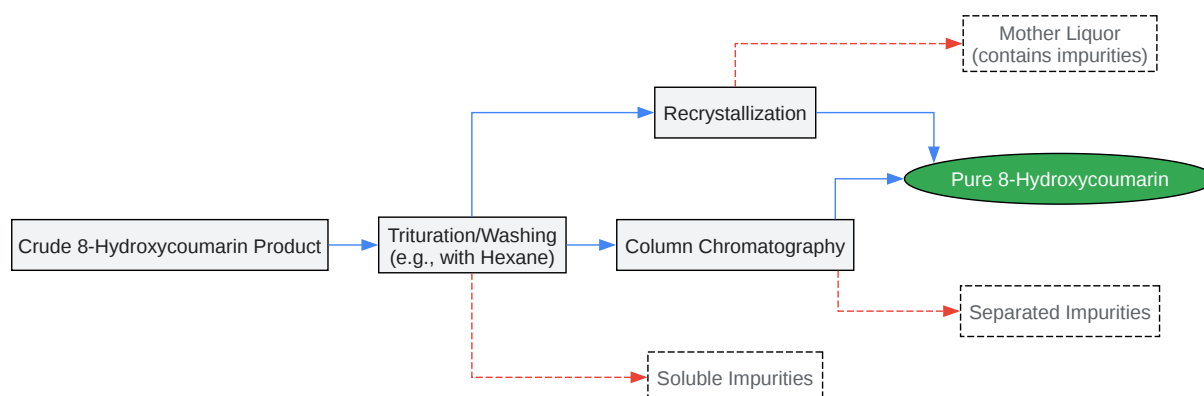 Mother Liquor
(contains impurities)
Recrystallization
Pure 8-Hydroxycoumarin
Crude 8-Hydroxycoumarin Product
Trituration/Washing
(e.g., with Hexane)
Column Chromatography
Separated Impurities
Soluble Impurities